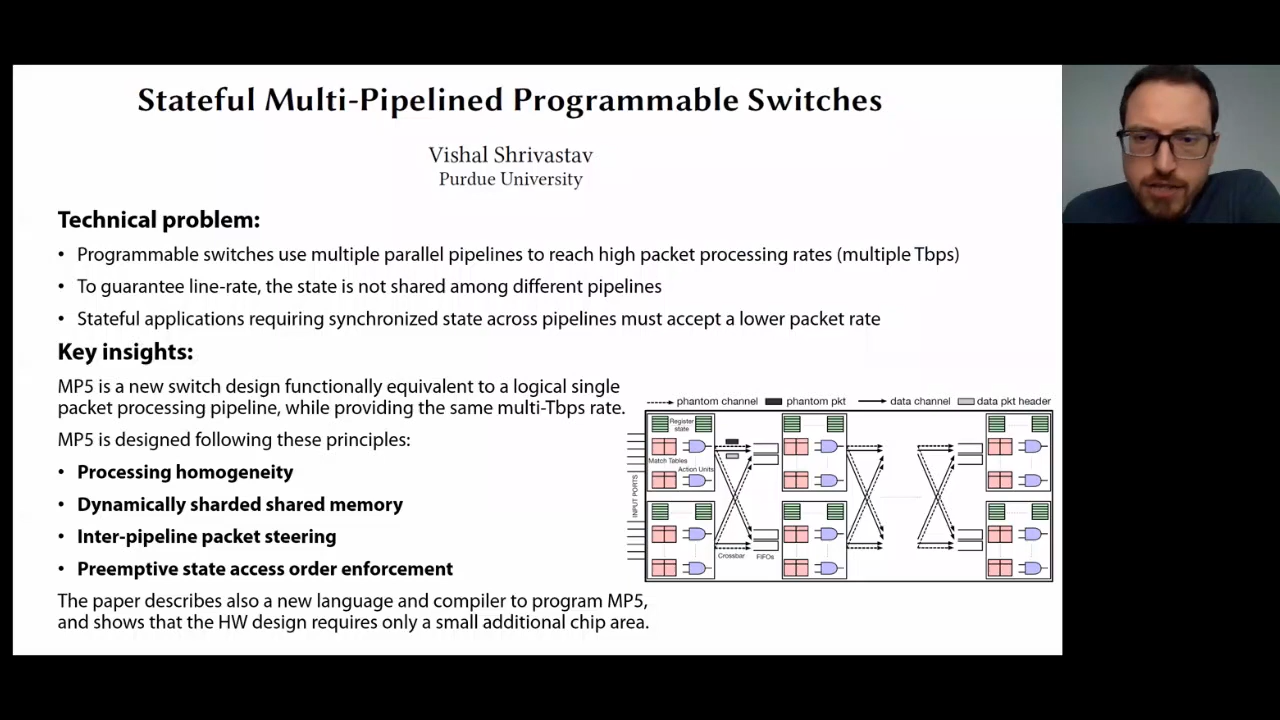 Stateful Multi-Pipelined Programmable Switches
Vishal Shrivastav
Purdue University
Technical problem:
• Programmable switches use multiple parallel pipelines to reach high packet processing rates (multiple Tbps)
• To guarantee line-rate, the state is not shared among different pipelines
• Stateful applications requiring synchronized state across pipelines must accept a lower packet rate
Key insights:
MP5 is a new switch design functionally equivalent to a logical single
packet processing pipeline, while providing the same multi-Tbps rate.
MP5 is designed following these principles:
• Processing homogeneity
• Dynamically sharded shared memory
• Inter-pipeline packet steering
• Preemptive state access order enforcement
The paper describes also a new language and compiler to program MP5,
and shows that the HW design requires only a small additional chip area.
phantom channel phantom pkt data channel data pkt header
Register
state
Match Tables
Action Units
INPUT PORTS
Crossbar FIFOs